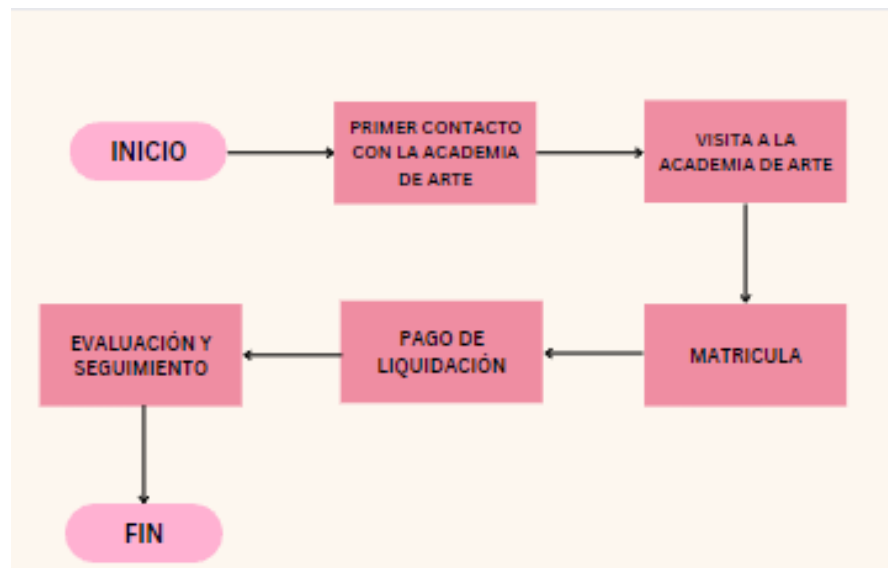 INICIO
PRIMER CONTACTO
CON LA ACADEMIA
DE ARTE
VISITA A LA
ACADEMIA DE ARTE
MATRICULA
PAGO DE
LIQUIDACIÓN
EVALUACIÓN Y
SEGUIMIENTO
FIN